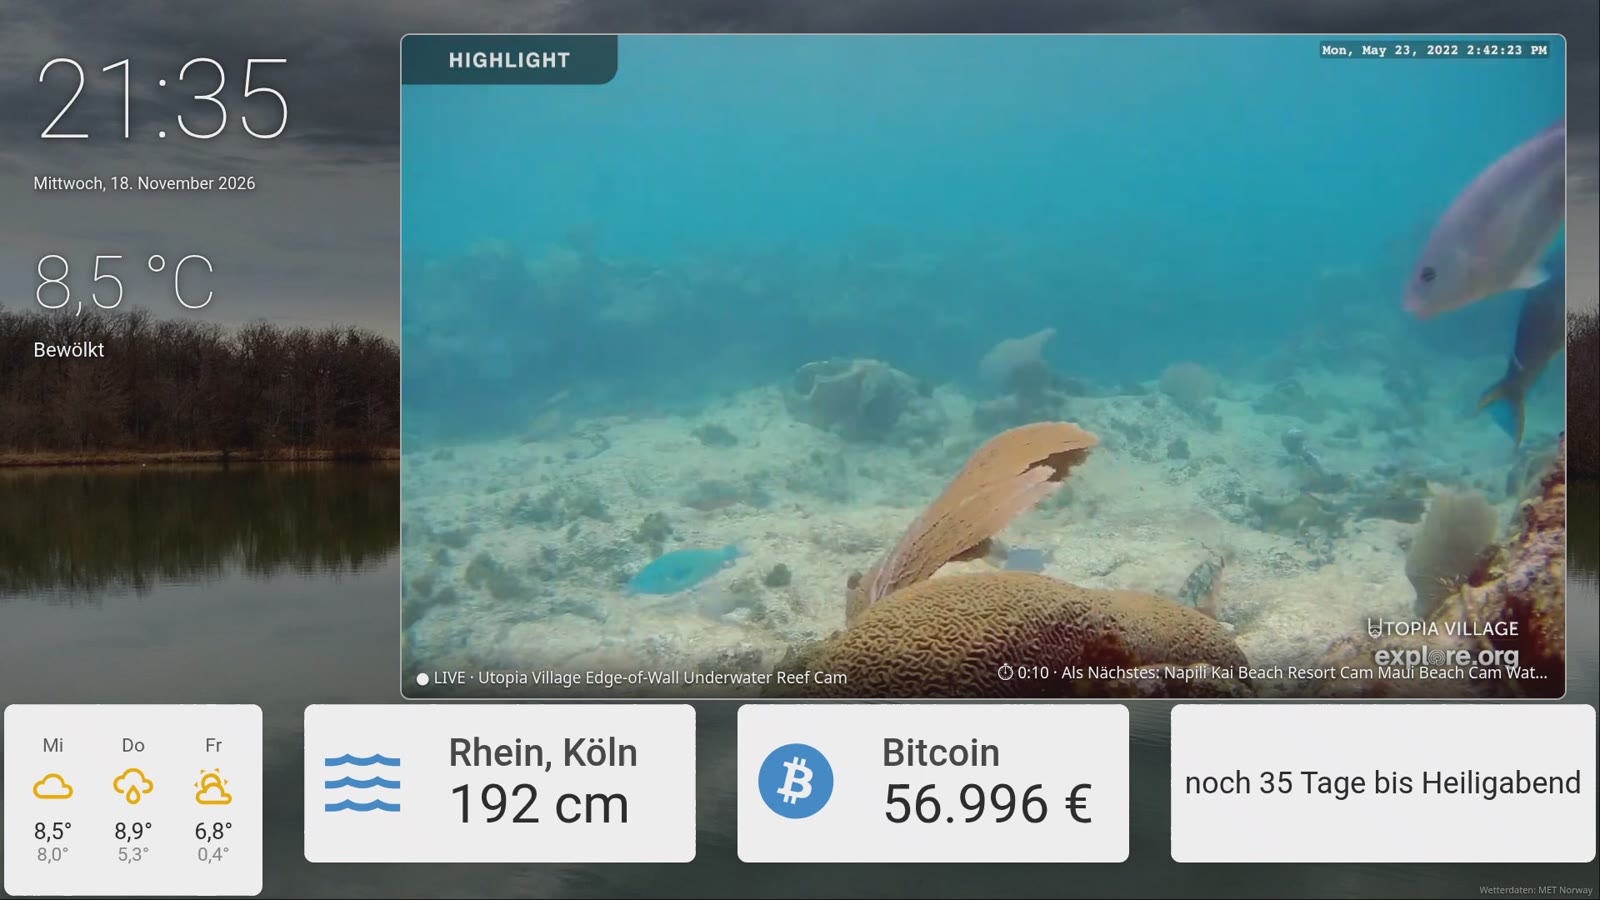 21:35
Mittwoch, 18. November 2026
8,5 °C
Bewölkt
HIGHLIGHT
Mon, May 23, 2022 2:42:23 PM
UTOPIA VILLAGE
explore.org
LIVE · Utopia Village Edge-of-Wall Underwater Reef Cam
0:10 · Als Nächstes: Napili Kai Beach Resort Cam Maui Beach Cam Wat...
Mi Do Fr
8,5° 8,9° 6,8°
8,0° 5,3° 0,4°
Rhein, Köln
192 cm
Bitcoin
56.996 €
noch 35 Tage bis Heiligabend
Wetterdaten: MET Norway